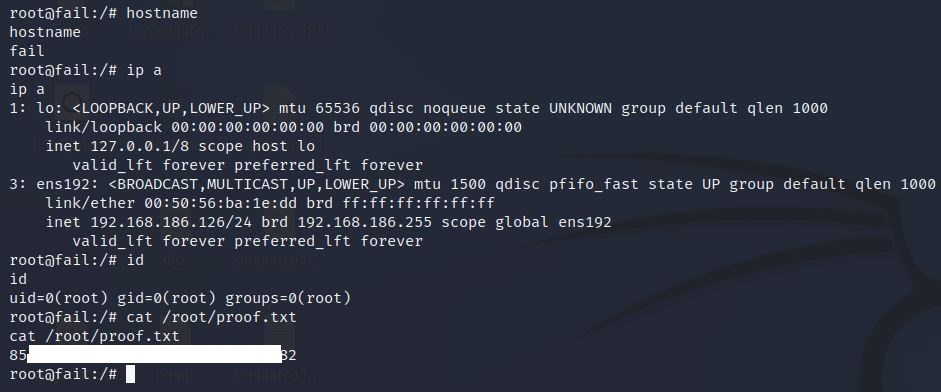 root@fail:/# hostname
hostname
fail
root@fail:/# ip a
ip a
1: lo: <LOOPBACK,UP,LOWER_UP> mtu 65536 qdisc noqueue state UNKNOWN group default qlen 1000
    link/loopback 00:00:00:00:00:00 brd 00:00:00:00:00:00
    inet 127.0.0.1/8 scope host lo
       valid_lft forever preferred_lft forever
3: ens192: <BROADCAST,MULTICAST,UP,LOWER_UP> mtu 1500 qdisc pfifo_fast state UP group default qlen 1000
    link/ether 00:50:56:ba:1e:dd brd ff:ff:ff:ff:ff:ff
    inet 192.168.186.126/24 brd 192.168.186.255 scope global ens192
       valid_lft forever preferred_lft forever
root@fail:/# id
id
uid=0(root) gid=0(root) groups=0(root)
root@fail:/# cat /root/proof.txt
cat /root/proof.txt
85 32
root@fail:/#